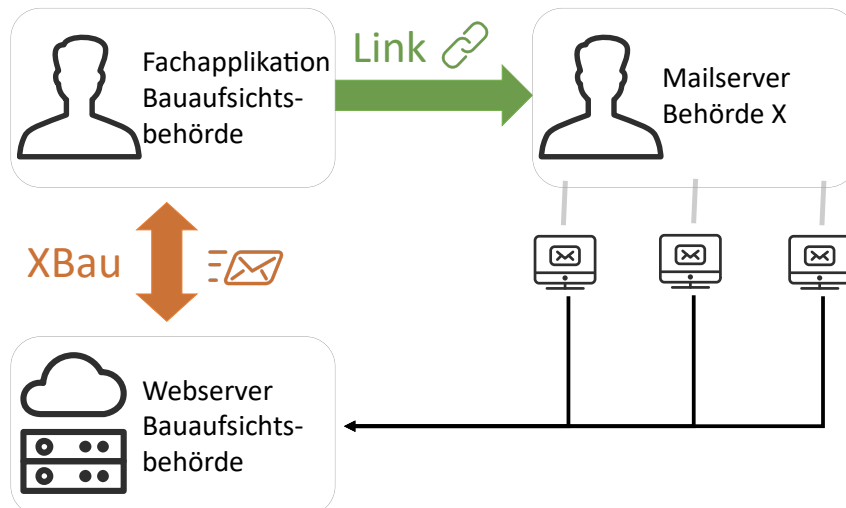 Fachapplikation
Bauaufsichts-
behörde
Link
Mailserver
Behörde X
XBau
Webserver
Bauaufsichts-
behörde